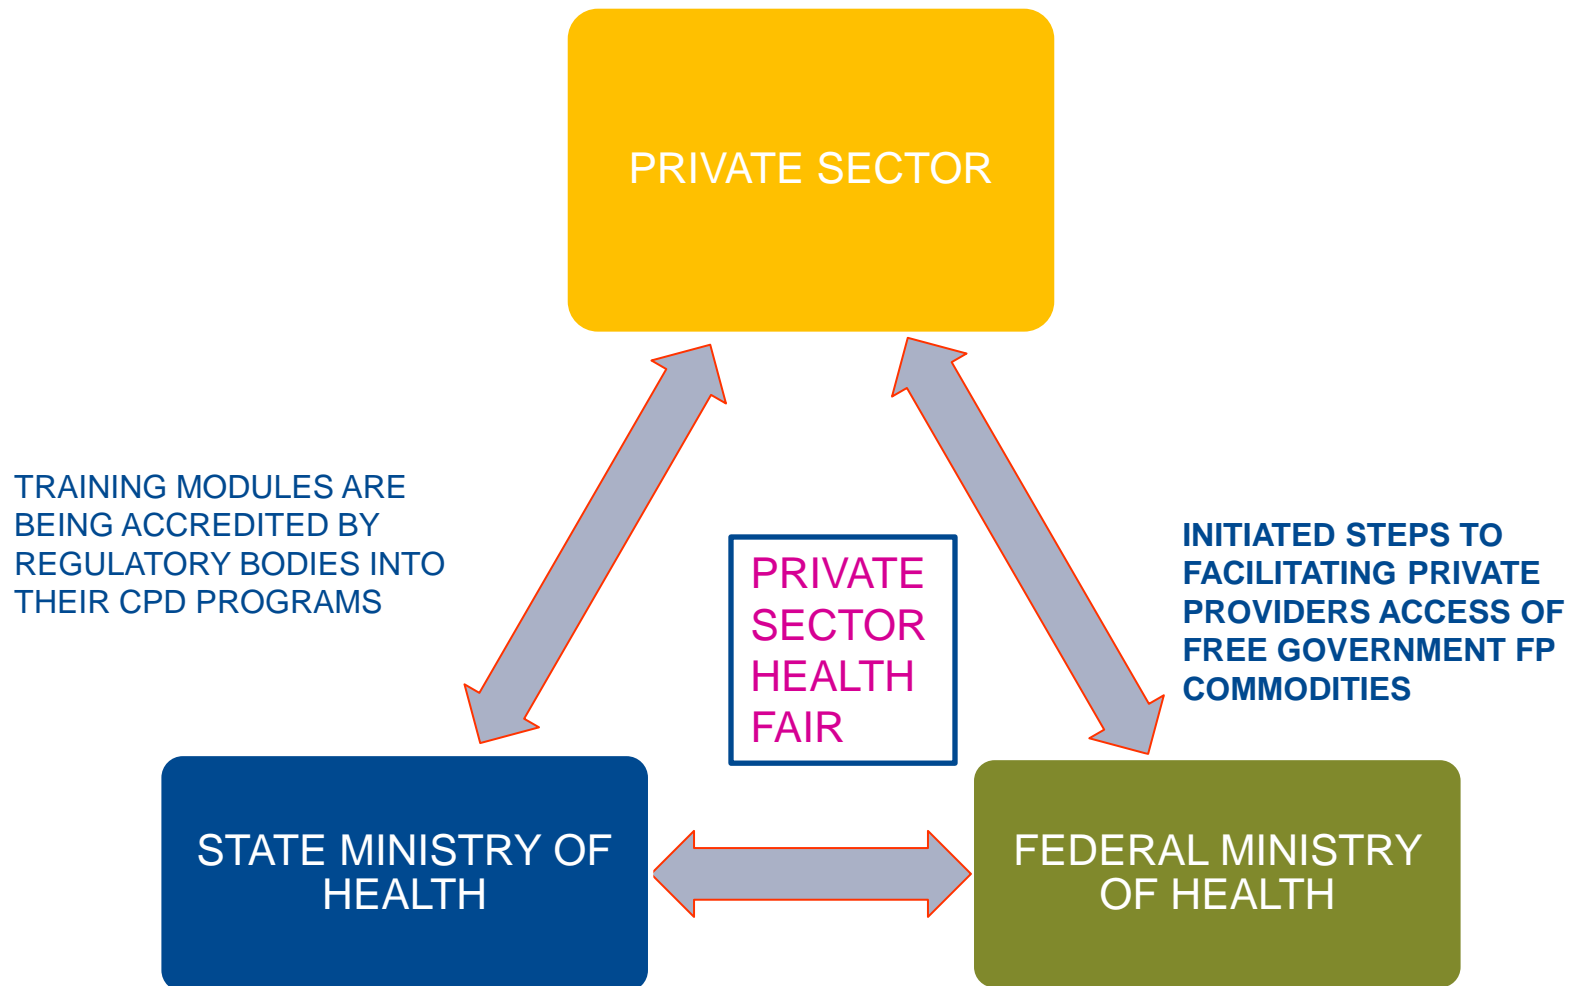 PRIVATE SECTOR
TRAINING MODULES ARE
BEING ACCREDITED BY
REGULATORY BODIES INTO
THEIR CPD PROGRAMS
PRIVATE
SECTOR
HEALTH
FAIR
INITIATED STEPS TO
FACILITATING PRIVATE
PROVIDERS ACCESS OF
FREE GOVERNMENT FP
COMMODITIES
STATE MINISTRY OF
HEALTH
FEDERAL MINISTRY
OF HEALTH